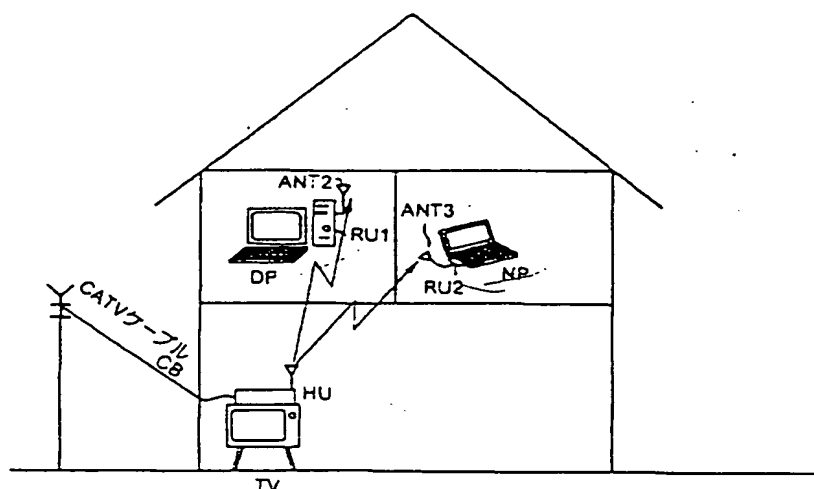 ANT2
ANT3
RU1
DP
RU2
NP
CATVケーブル
CB
HU
TV